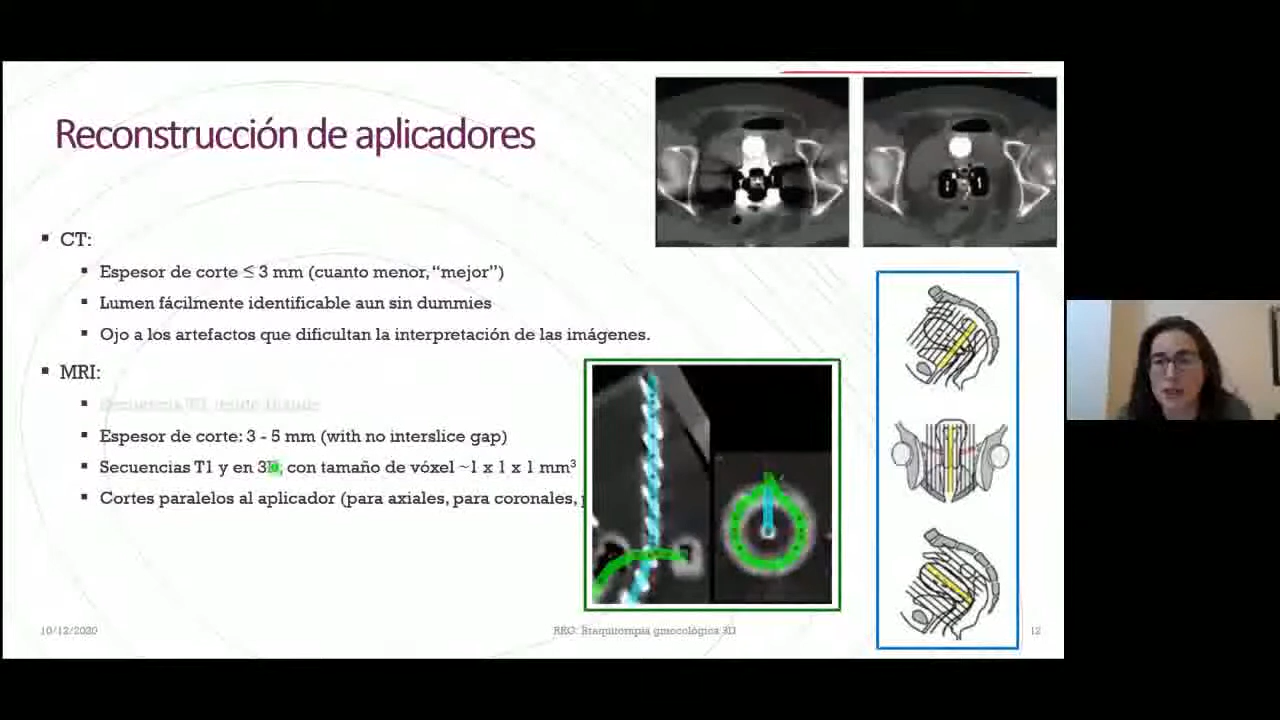 Reconstrucción de aplicadores
▪ CT:
▪ Espesor de corte ≤ 3 mm (cuanto menor, “mejor”)
▪ Lumen fácilmente identificable aun sin dummies
▪ Ojo a los artefactos que dificultan la interpretación de las imágenes.
▪ MRI:
▪ Secuencia T2
▪ Espesor de corte: 3 - 5 mm (with no interslice gap)
▪ Secuencias T1 y en 3D, con tamaño de vóxel ~1 x 1 x 1 mm³
▪ Cortes paralelos al aplicador (para axiales, para coronales,
10/12/2020
ginecológica 3D
12